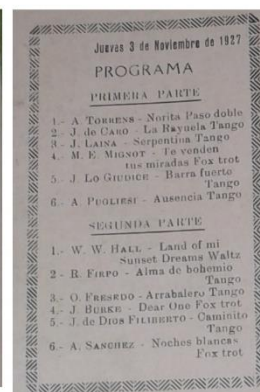 Jueves 3 de Noviembre de 1927
PROGRAMA
PRIMERA PARTE
1.- A TORRENS - Norita Paso doble
2.- J. de CARO - La Rayuela Tango
3.- J. LAINA - Serpentina Tango
4.- M. E. MIGNOT - Te venden
tus miradas Fox trot
5.- J. LO GIUDICE - Barra fuerte
Tango
6.- A. PUGLIESI - Ausencia Tango
SEGUNDA PARTE
1.- W. W. HALL - Land of mi
Sunset Dreams Waltz
2 - R. FIRPO - Alma de bohemio
Tango
3.- O. FRESEDO - Arrabalero Tango
4.- J. BURKE - Dear One Fox trot
5.- J. de Dios FILIBERTO - Caminito
Tango
6 - A. SANCHEZ - Noches blancas
Fox trot